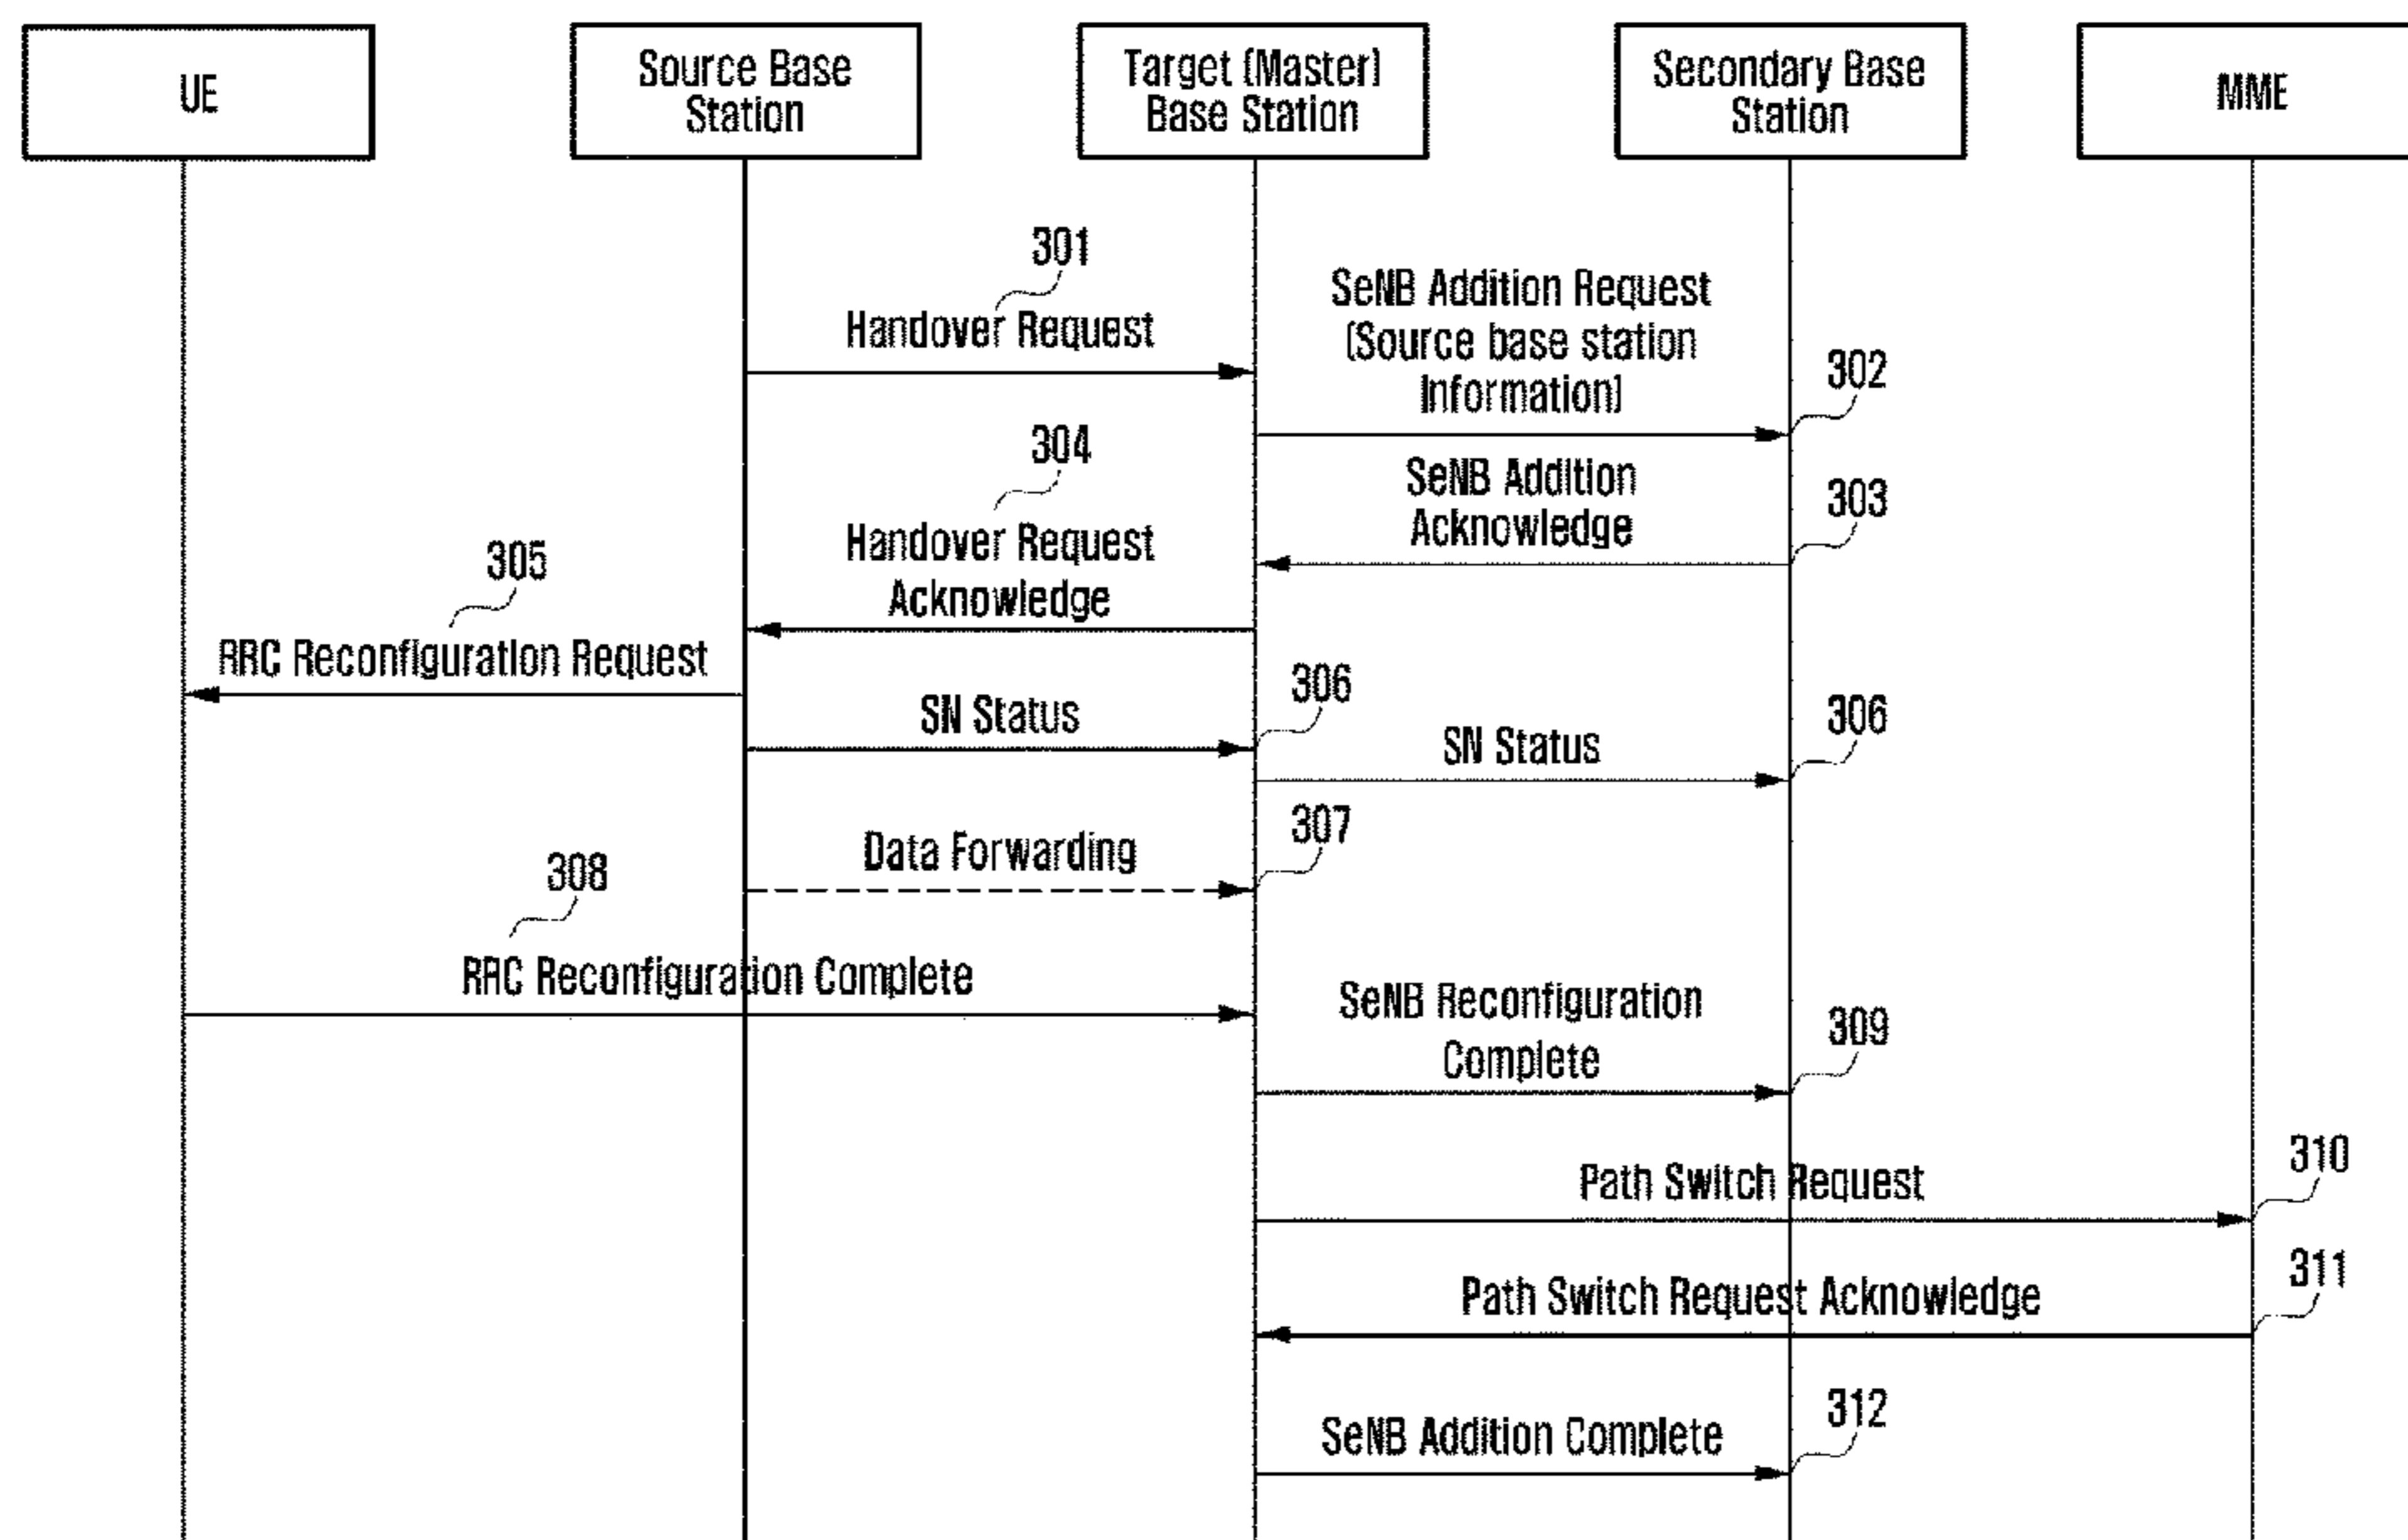 UE
Source Base
Station
Target (Master)
Base Station
Secondary Base
Station
MME
301
Handover Request
SeNB Addition Request
(Source base station
Information)
302
304
SeNB Addition
Acknowledge
303
Handover Request
Acknowledge
305
RRC Reconfiguration Request
306
SN Status
306
SN Status
307
Data Forwarding
308
RRC Reconfiguration Complete
SeNB Reconfiguration
Complete
309
310
Path Switch Request
311
Path Switch Request Acknowledge
312
SeNB Addition Complete